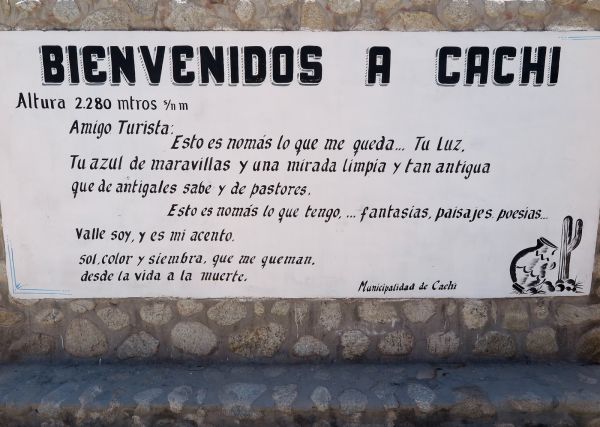 BIENVENIDOS A CACHI
Altura 2.280 mtros s/n m
Amigo Turista:
Esto es nomás lo que me queda... Tu Luz,
Tu azul de maravillas y una mirada limpia y tan antigua
que de antigales sabe y de pastores.
Esto es nomás lo que tengo, ... fantasías, paisajes, poesías...
Valle soy, y es mi acento.
sol, color y siembra, que me queman,
desde la vida a la muerte.
Municipalidad de Cachi